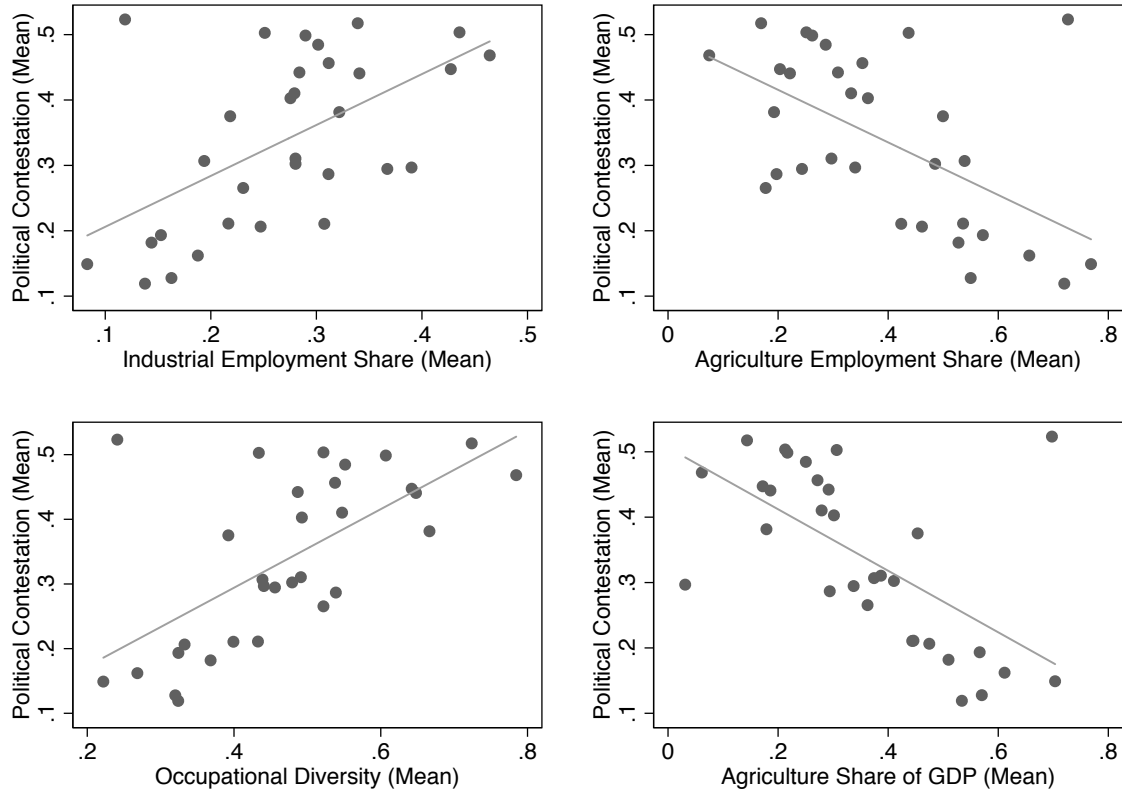 Political Contestation (Mean)
.1 .2 .3 .4 .5
.1 .2 .3 .4 .5
Industrial Employment Share (Mean)
Political Contestation (Mean)
.1 .2 .3 .4 .5
0 .2 .4 .6 .8
Agriculture Employment Share (Mean)
Political Contestation (Mean)
.1 .2 .3 .4 .5
.2 .4 .6 .8
Occupational Diversity (Mean)
Political Contestation (Mean)
.1 .2 .3 .4 .5
0 .2 .4 .6 .8
Agriculture Share of GDP (Mean)